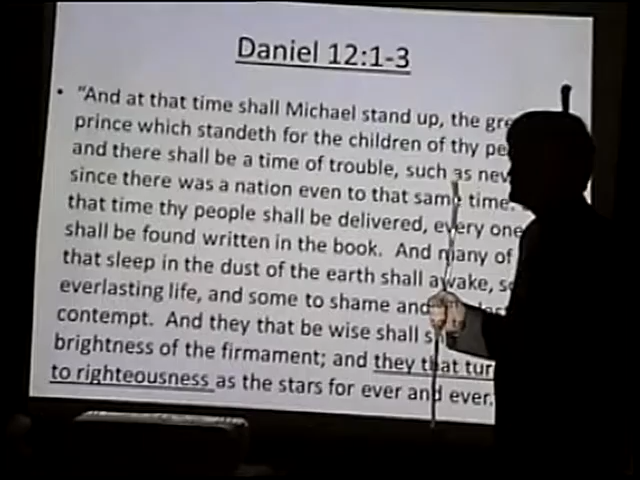 Daniel 12:1-3
• "And at that time shall Michael stand up, the gre
prince which standeth for the children of thy pe
and there shall be a time of trouble, such as nev
since there was a nation even to that same time.
that time thy people shall be delivered, every one
shall be found written in the book. And many of
that sleep in the dust of the earth shall awake, so
everlasting life, and some to shame and
contempt. And they that be wise shall
brightness of the firmament; and they that tur
to righteousness as the stars for ever and ever.